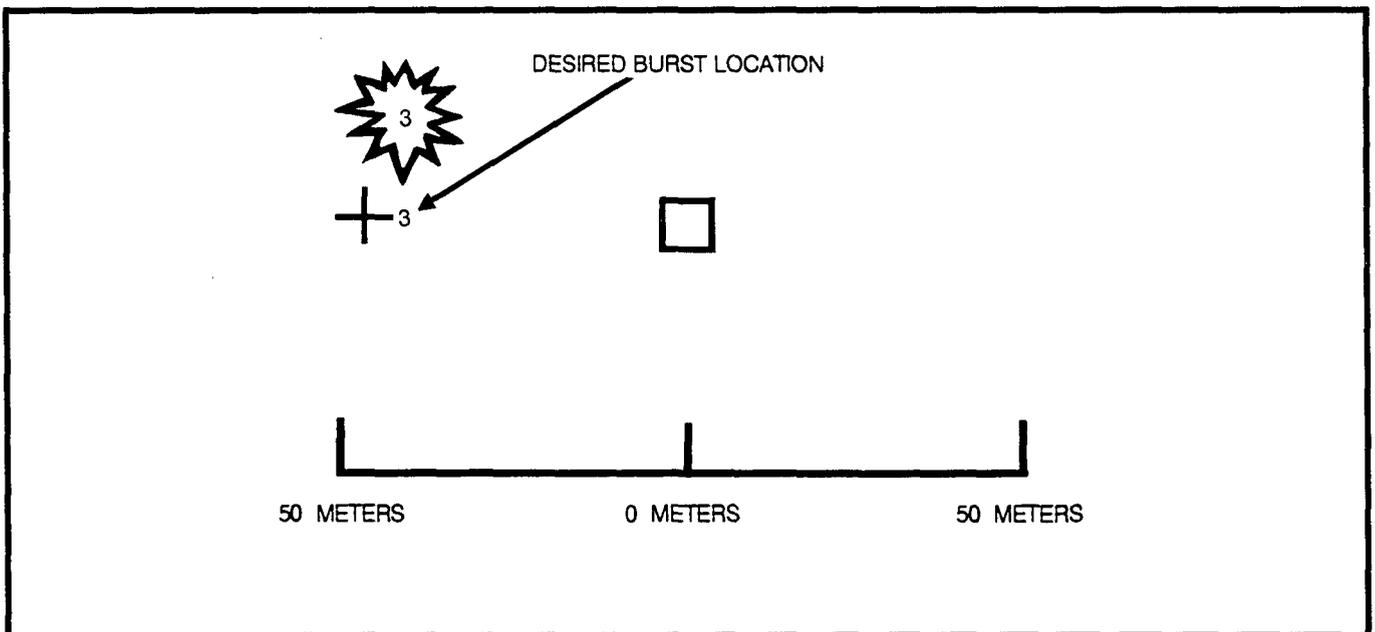 DESIRED BURST LOCATION
3
3
50 METERS 0 METERS 50 METERS